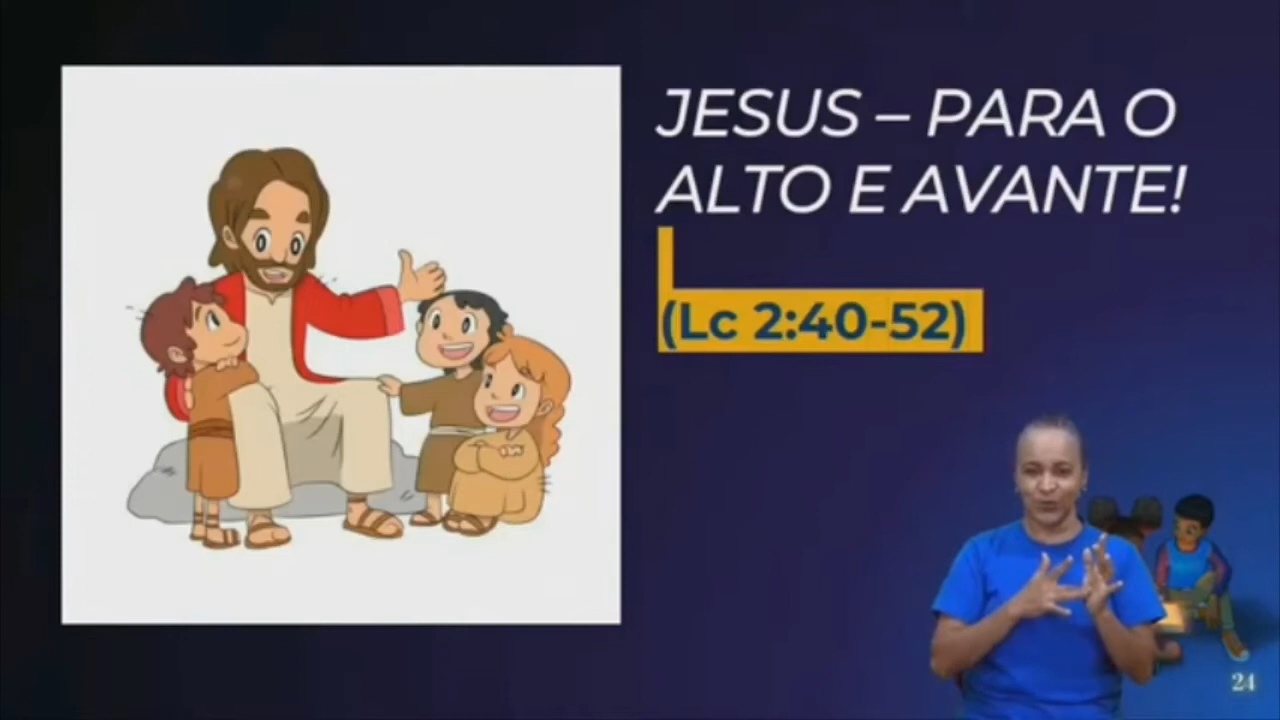 JESUS – PARA O
ALTO E AVANTE!
(Lc 2:40-52)
24